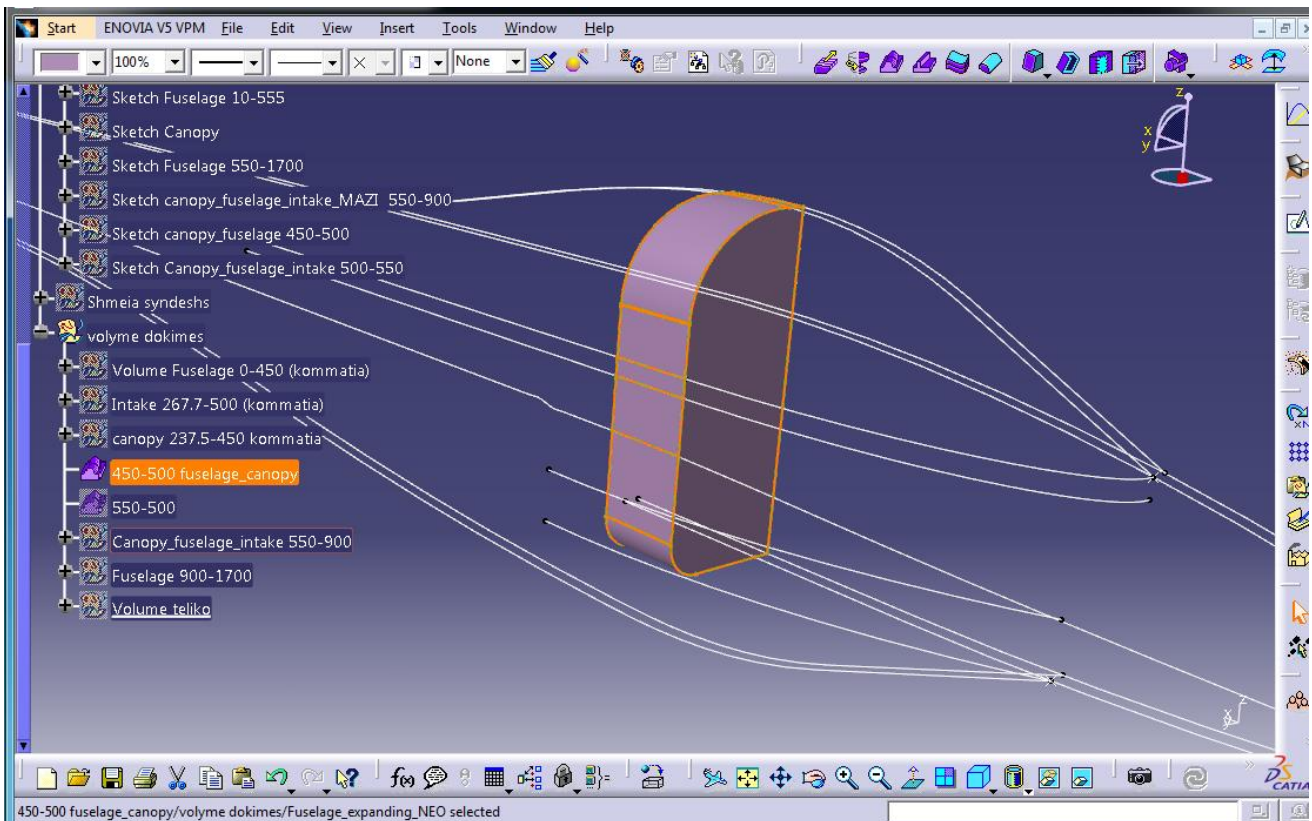 Start ENOVIA V5 VPM File Edit View Insert Tools Window Help
100% None
Sketch Fuselage 10-555
Sketch Canopy
Sketch Fuselage 550-1700
Sketch canopy_fuselage_intake_MAZI 550-900
Sketch canopy_fuselage 450-500
Sketch Canopy_fuselage_intake 500-550
Shmeia syndeshs
volyme dokimes
Volume Fuselage 0-450 (kommatia)
Intake 267.7-500 (kommatia)
canopy 237.5-450 kommatia
450-500 fuselage_canopy
550-500
Canopy_fuselage_intake 550-900
Fuselage 900-1700
Volume teliko
z
x
y
f(x)
CATIA
450-500 fuselage_canopy/volyme dokimes/Fuselage_expanding_NEO selected